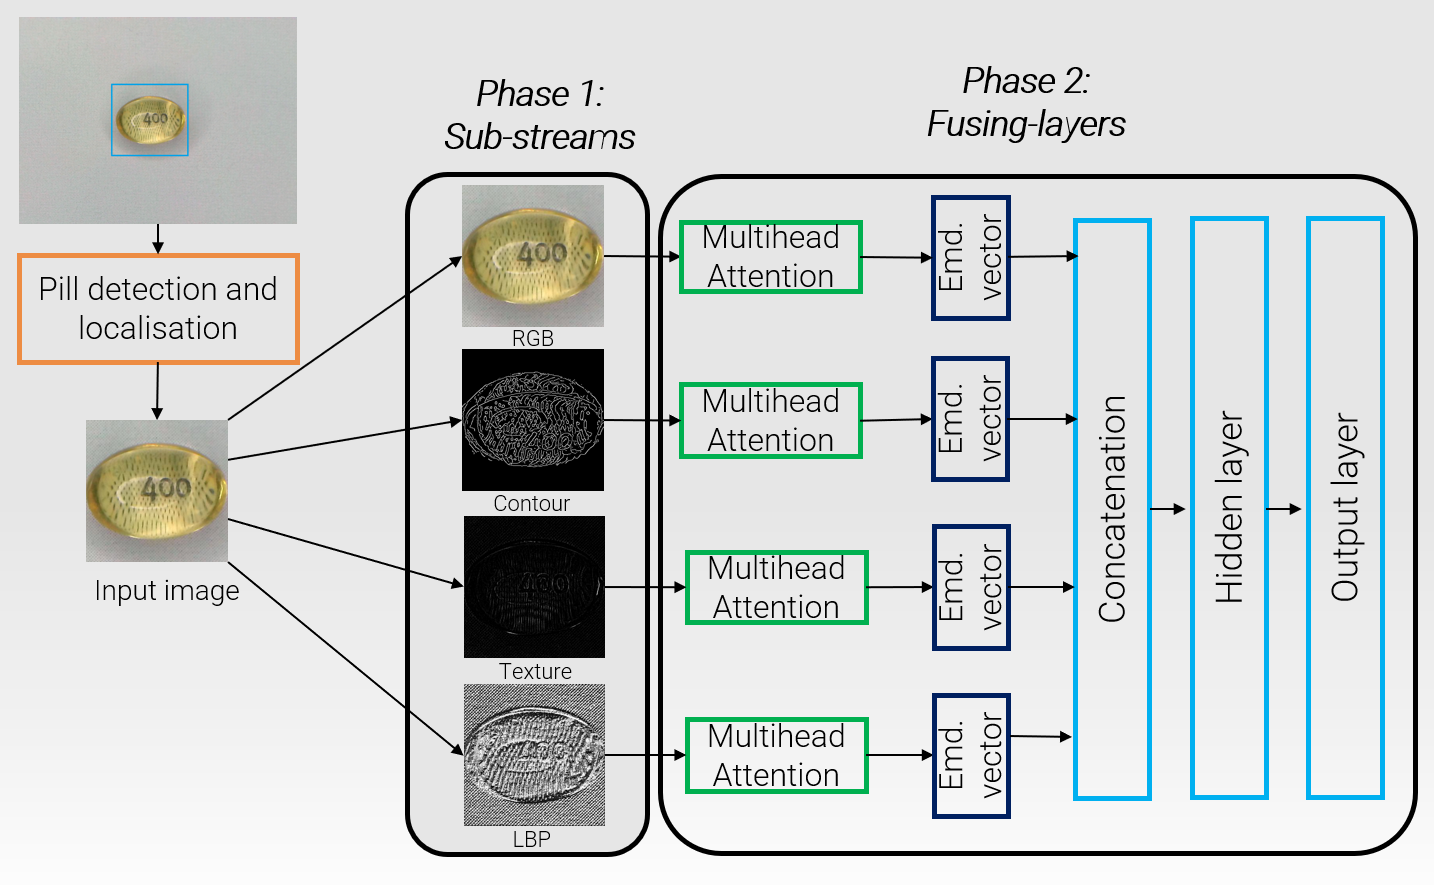 Phase 1:
Sub-streams
Phase 2:
Fusing-layers
400
Pill detection and
localisation
400
Input image
400
RGB
Contour
400
Texture
400
LBP
Multihead
Attention
Emd.
vector
Multihead
Attention
Emd.
vector
Multihead
Attention
Emd.
vector
Multihead
Attention
Emd.
vector
Concatenation
Hidden layer
Output layer